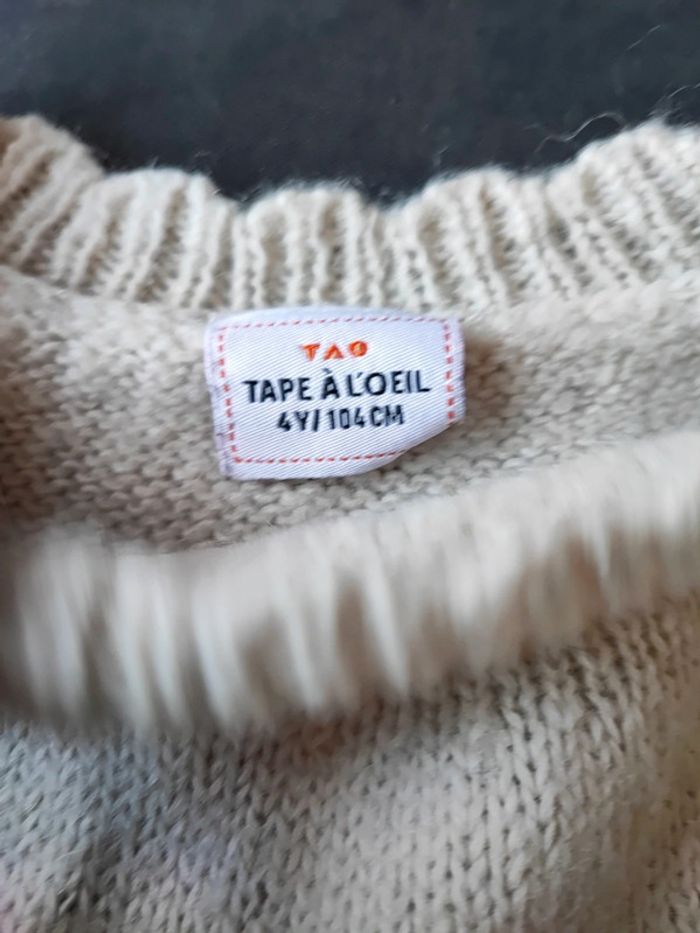 TAO
TAPE À L'OEIL
4Y/104CM